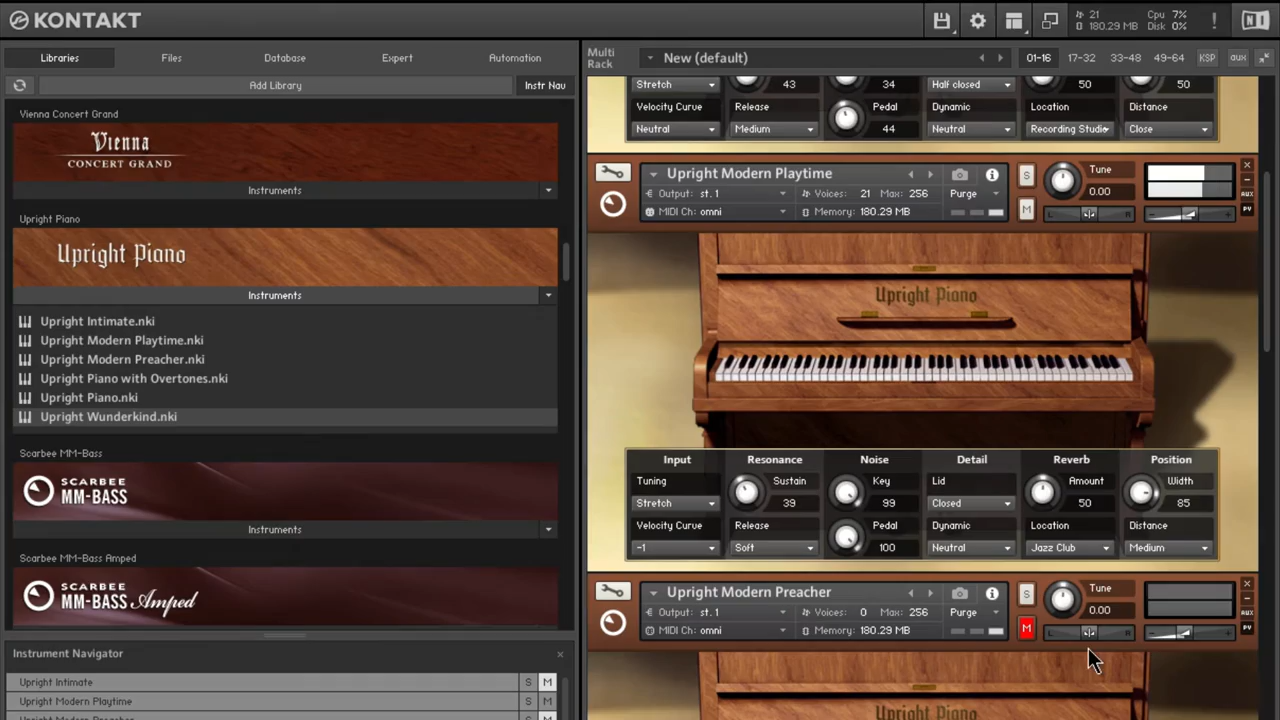 KONTAKT
21
180.29 MB
Cpu 7%
Disk 0%
!
Libraries Files Database Expert Automation
Add Library
Instr Nav
Multi Rack
New (default)
01-16 17-32 33-48 49-64 KSP aux
Vienna Concert Grand
Vienna
CONCERT GRAND
Instruments
Upright Piano
Upright Piano
Instruments
Upright Intimate.nki
Upright Modern Playtime.nki
Upright Modern Preacher.nki
Upright Piano with Overtones.nki
Upright Piano.nki
Upright Wunderkind.nki
Scarbee MM-Bass
SCARBEE
MM-BASS
Instruments
Scarbee MM-Bass Amped
SCARBEE
MM-BASS Amped
Instrument Navigator
Upright Intimate S M
Upright Modern Playtime S M
Upright Modern Preacher
Stretch 43 34 Half closed 50 50
Velocity Curve Release Pedal Dynamic Location Distance
Neutral Medium 44 Neutral Recording Studio Close
Upright Modern Playtime
S
Tune
0.00
Output: st. 1 Voices: 21 Max: 256 Purge
MIDI Ch: omni Memory: 180.29 MB
M
L R
AUX
PV
Upright Piano
Input Resonance Noise Detail Reverb Position
Tuning Sustain Key Lid Amount Width
Stretch 39 99 Closed 50 85
Velocity Curve Release Pedal Dynamic Location Distance
-1 Soft 100 Neutral Jazz Club Medium
Upright Modern Preacher
S
Tune
0.00
Output: st. 1 Voices: 0 Max: 256 Purge
MIDI Ch: omni Memory: 180.29 MB
M
L R
AUX
PV
Upright Piano